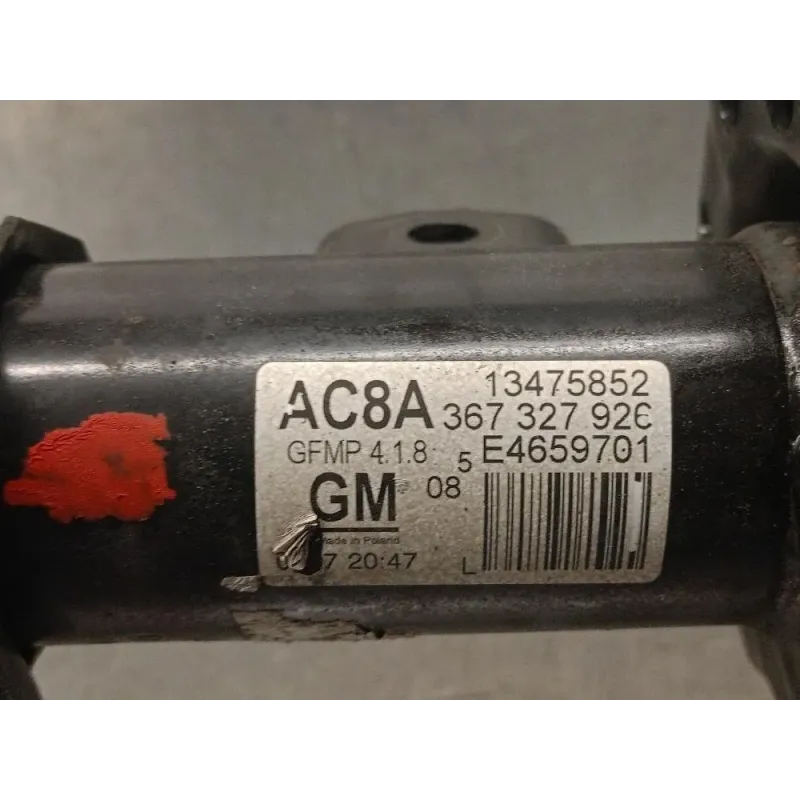 AC8A 13475852
367 327 926
GFMP 4.1.8 5 E4659701
GM 08
Made in Poland
20:47 L